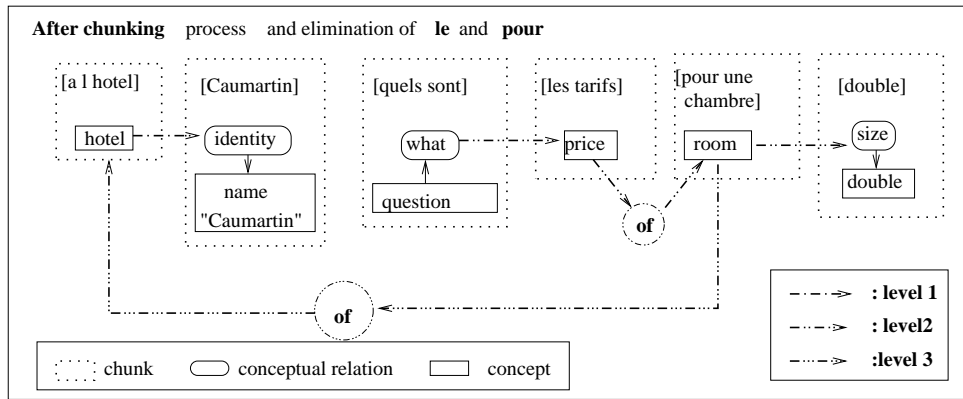 After chunking process and elimination of le and pour
[a l hotel]
[Caumartin]
[quels sont]
[les tarifs]
[pour une
chambre]
[double]
hotel
identity
what
price
room
size
name
"Caumartin"
question
double
of
of
: level 1
: level2
:level 3
chunk
conceptual relation
concept